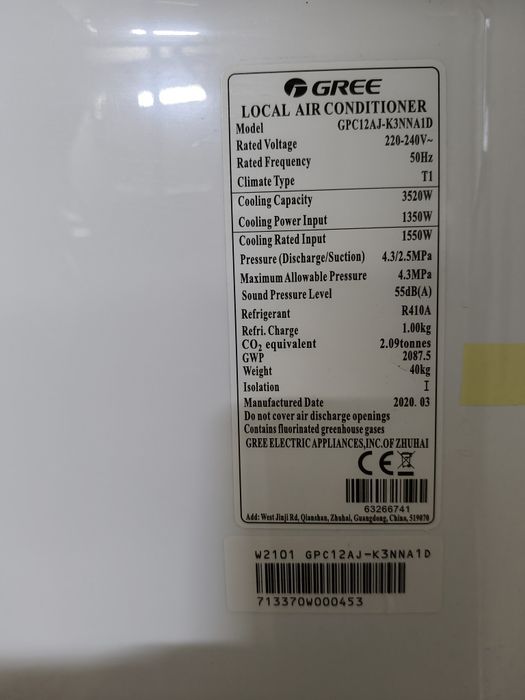 GREE
LOCAL AIR CONDITIONER
Model GPC12AJ-K3NNA1D
Rated Voltage 220-240V~
Rated Frequency 50Hz
Climate Type T1
Cooling Capacity 3520W
Cooling Power Input 1350W
Cooling Rated Input 1550W
Pressure (Discharge/Suction) 4.3/2.5MPa
Maximum Allowable Pressure 4.3MPa
Sound Pressure Level 55dB(A)
Refrigerant R410A
Refri. Charge 1.00kg
CO₂ equivalent 2.09tonnes
GWP 2087.5
Weight 40kg
Isolation I
Manufactured Date 2020. 03
Do not cover air discharge openings
Contains fluorinated greenhouse gases
GREE ELECTRIC APPLIANCES,INC.OF ZHUHAI
CE
63266741
Add: West Jinji Rd, Qianshan, Zhuhai, Guangdong, China, 519070
W2101 GPC12AJ-K3NNA1D
713370W000453